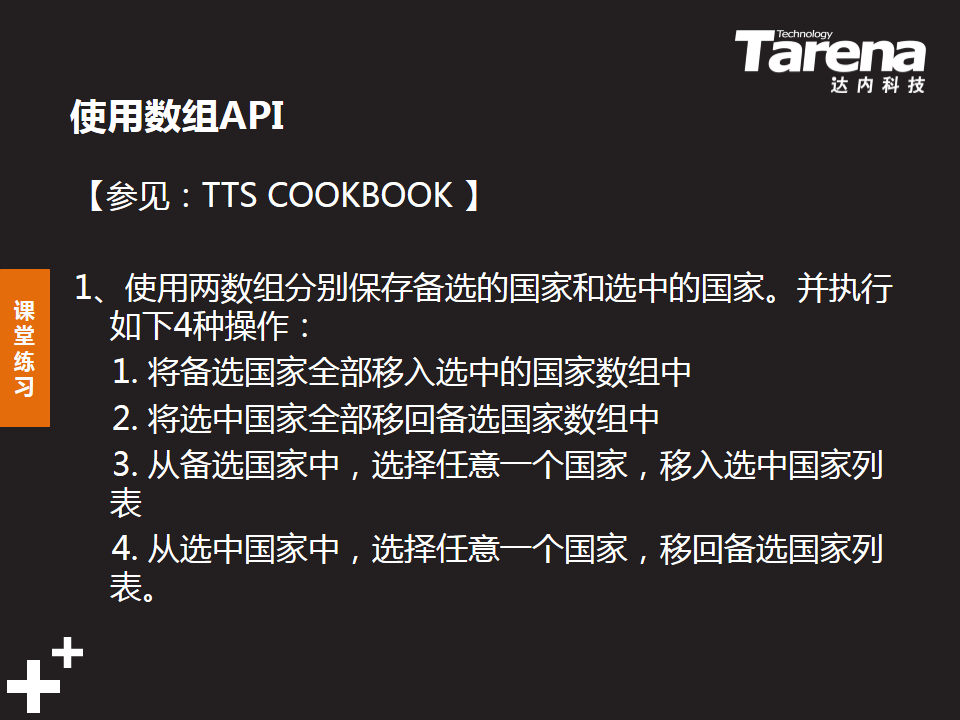 Technology
Tarena
达内科技
使用数组API
【参见：TTS COOKBOOK 】
课
堂
练
习
1、使用两数组分别保存备选的国家和选中的国家。并执行
如下4种操作：
1. 将备选国家全部移入选中的国家数组中
2. 将选中国家全部移回备选国家数组中
3. 从备选国家中，选择任意一个国家，移入选中国家列
表
4. 从选中国家中，选择任意一个国家，移回备选国家列
表。